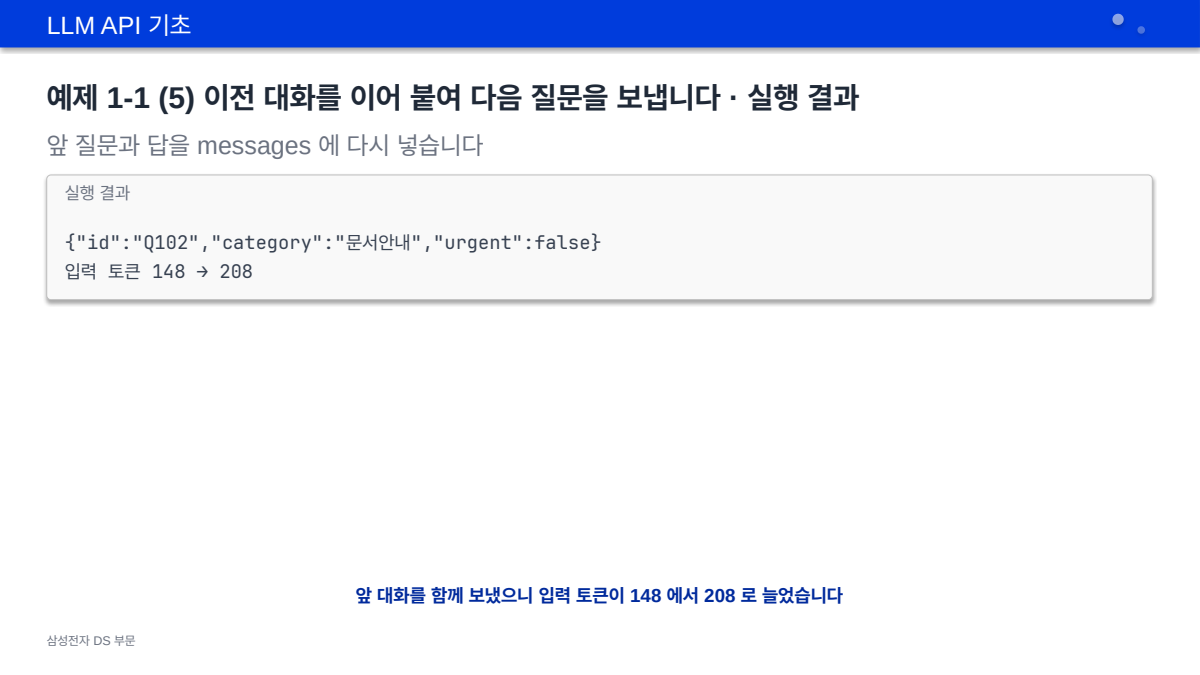 LLM API 기초
예제 1-1 (5) 이전 대화를 이어 붙여 다음 질문을 보냅니다 · 실행 결과
앞 질문과 답을 messages 에 다시 넣습니다
실행 결과
{"id":"Q102","category":"문서안내","urgent":false}
입력 토큰 148 → 208
앞 대화를 함께 보냈으니 입력 토큰이 148 에서 208 로 늘었습니다
삼성전자 DS 부문